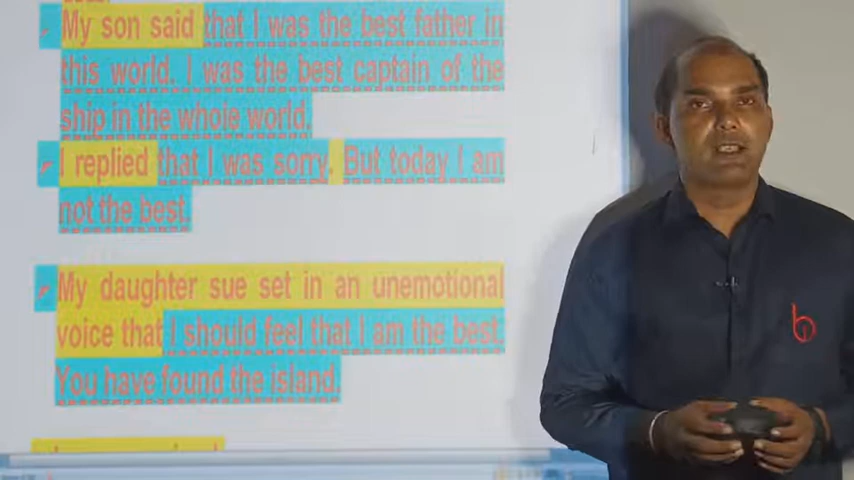 My son said that I was the best father in
this world. I was the best captain of the
ship in the whole world.
I replied that I was sorry. But today I am
not the best.
My daughter sue set in an unemotional
voice that I should feel that I am the best.
You have found the island.